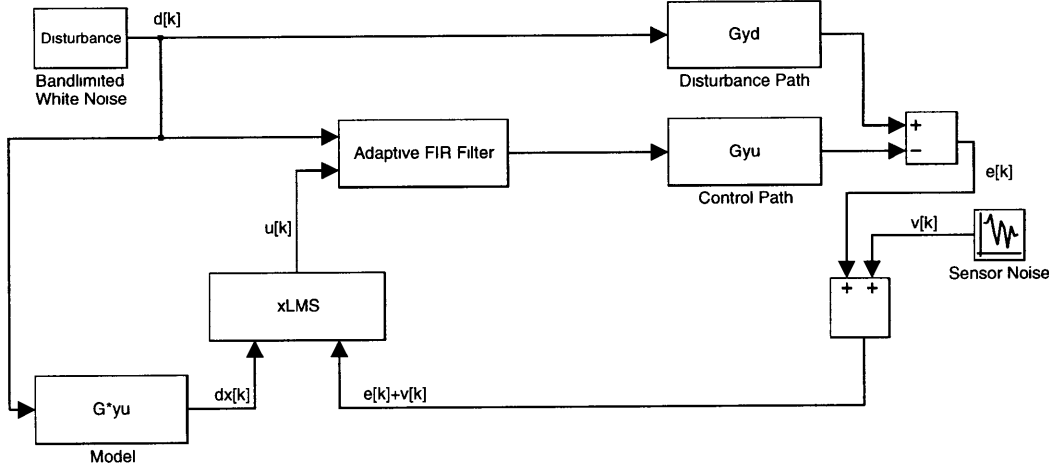 d[k]
Disturbance
Bandlimited
White Noise
Gyd
Disturbance Path
Adaptive FIR Filter
Gyu
Control Path
+
−
e[k]
u[k]
v[k]
Sensor Noise
xLMS
+ +
G*yu
dx[k]
e[k]+v[k]
Model